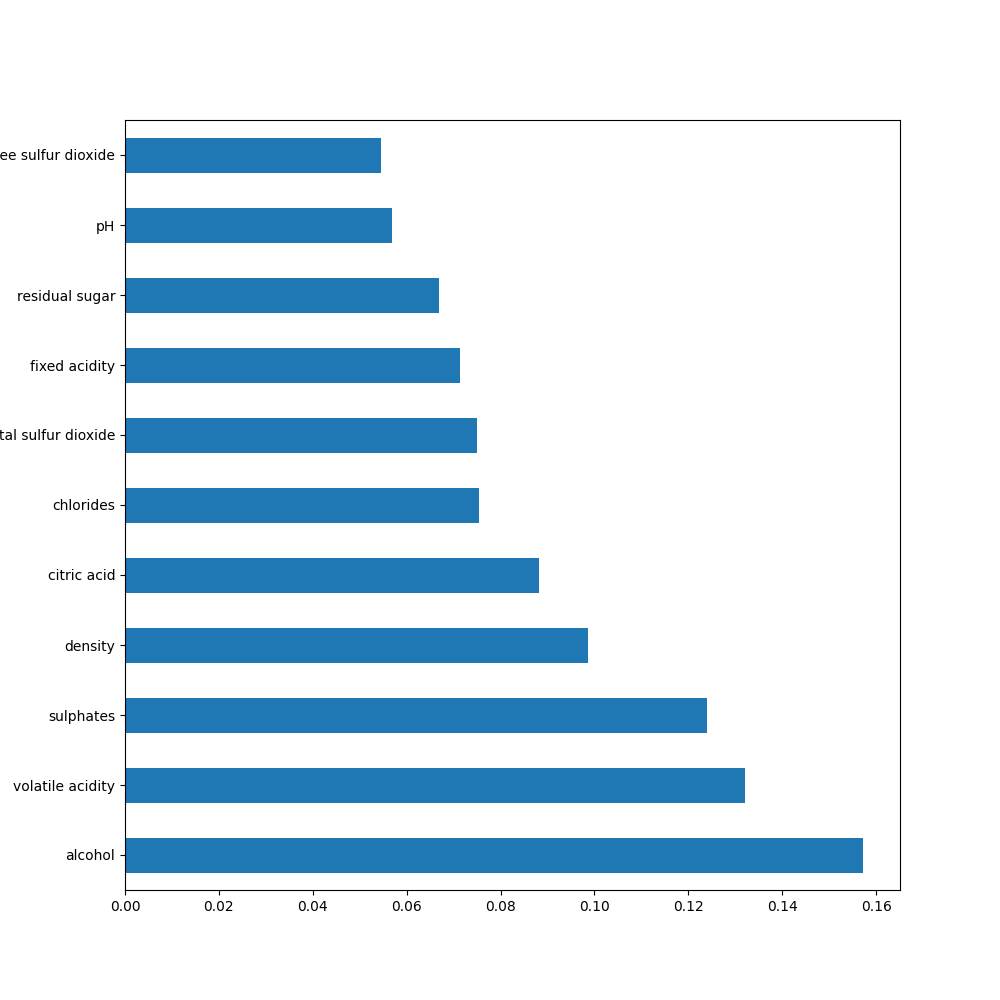 ee sulfur dioxide
pH
residual sugar
fixed acidity
tal sulfur dioxide
chlorides
citric acid
density
sulphates
volatile acidity
alcohol
0.00 0.02 0.04 0.06 0.08 0.10 0.12 0.14 0.16